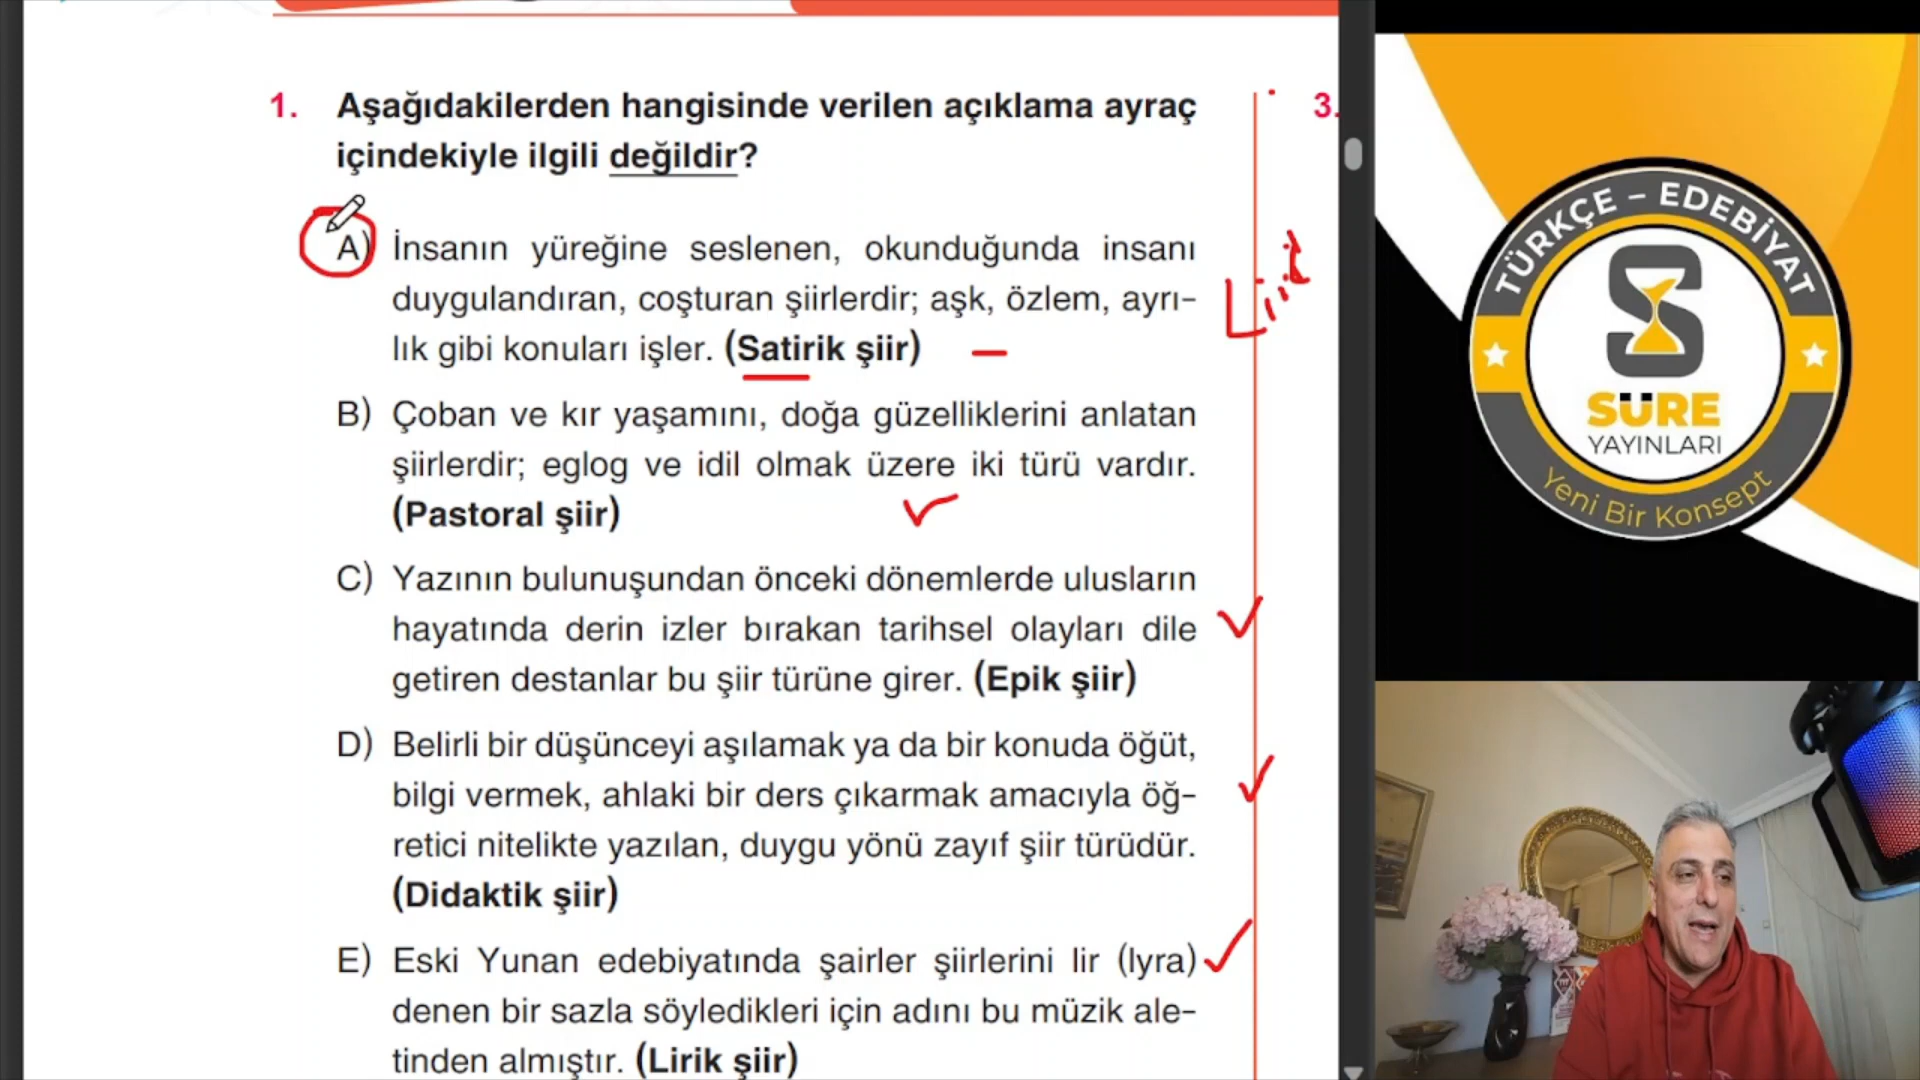 1. Aşağıdakilerden hangisinde verilen açıklama ayraç
içindekiyle ilgili değildir?
A) İnsanın yüreğine seslenen, okunduğunda insanı
duygulandıran, coşturan şiirlerdir; aşk, özlem, ayrı-
lık gibi konuları işler. (Satirik şiir)
B) Çoban ve kır yaşamını, doğa güzelliklerini anlatan
şiirlerdir; eglog ve idil olmak üzere iki türü vardır.
(Pastoral şiir)
C) Yazının bulunuşundan önceki dönemlerde ulusların
hayatında derin izler bırakan tarihsel olayları dile
getiren destanlar bu şiir türüne girer. (Epik şiir)
D) Belirli bir düşünceyi aşılamak ya da bir konuda öğüt,
bilgi vermek, ahlaki bir ders çıkarmak amacıyla öğ-
retici nitelikte yazılan, duygu yönü zayıf şiir türüdür.
(Didaktik şiir)
E) Eski Yunan edebiyatında şairler şiirlerini lir (lyra)
denen bir sazla söyledikleri için adını bu müzik ale-
tinden almıştır. (Lirik şiir)
3.
TÜRKÇE – EDEBİYAT
SÜRE
YAYINLARI
Yeni Bir Konsept